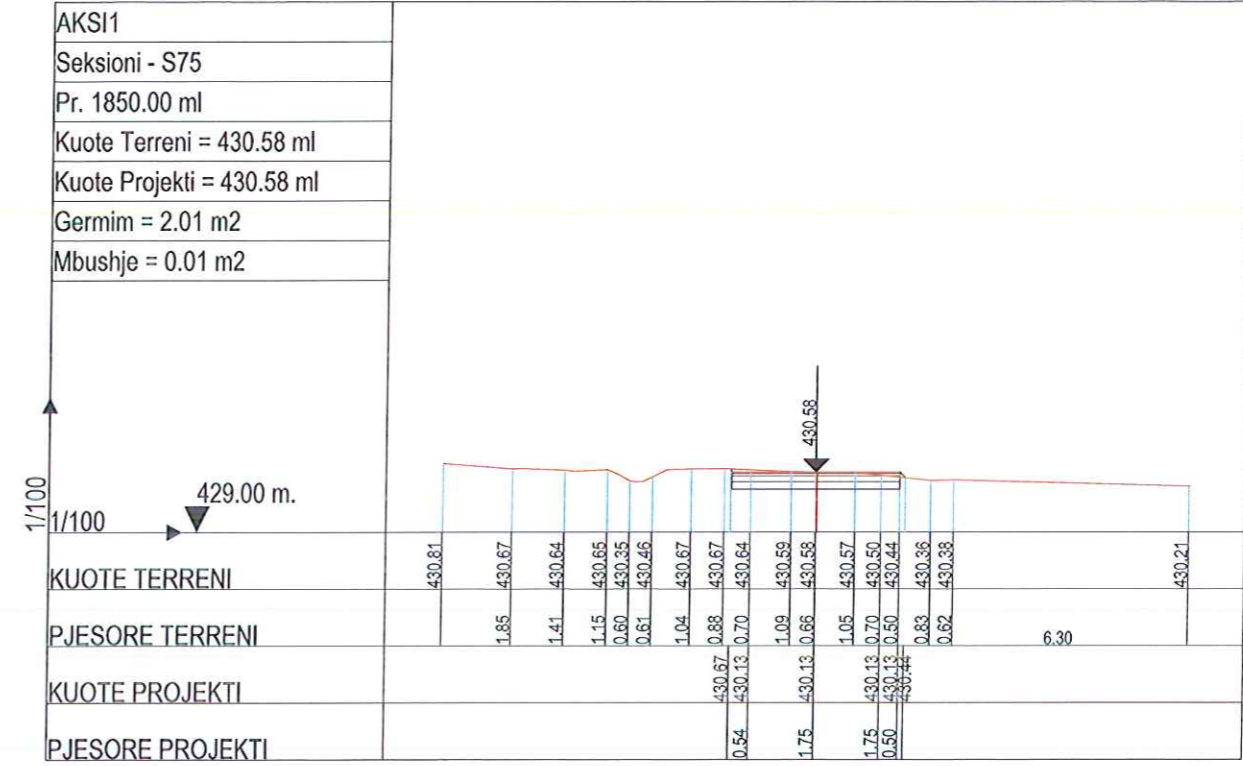 AKSI1
Seksioni - S75
Pr. 1850.00 ml
Kuote Terreni = 430.58 ml
Kuote Projekti = 430.58 ml
Germim = 2.01 m2
Mbushje = 0.01 m2
430.58
429.00 m.
1/100
1/100
KUOTE TERRENI 430.81 430.67 430.64 430.65 430.35 430.46 430.67 430.67 430.64 430.59 430.58 430.57 430.50 430.44 430.36 430.38 430.21
PJESORE TERRENI 1.85 1.41 1.15 0.60 0.61 1.04 0.88 0.70 1.09 0.66 1.05 0.70 0.50 0.83 0.62 6.30
KUOTE PROJEKTI 430.67 430.13 430.13 430.13 430.13 430.44
PJESORE PROJEKTI 0.54 1.75 1.75 0.50